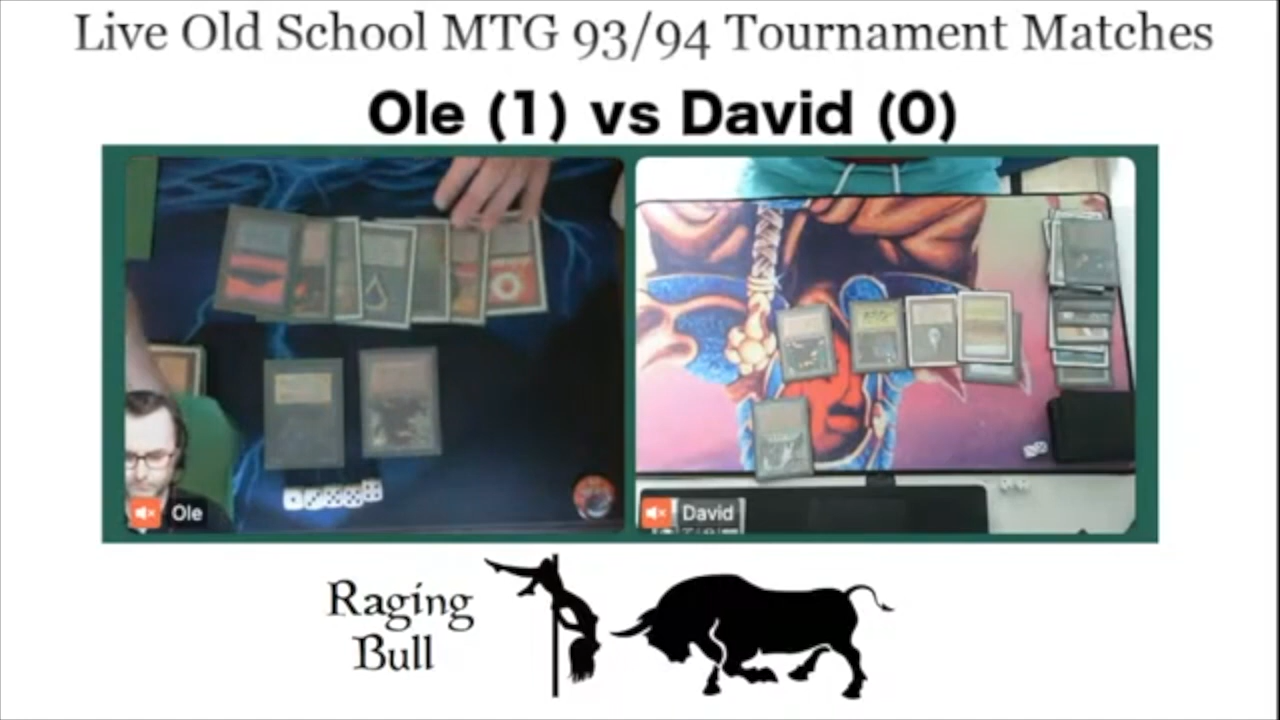 Live Old School MTG 93/94 Tournament Matches
Ole (1) vs David (0)
Ole
David
Raging
Bull